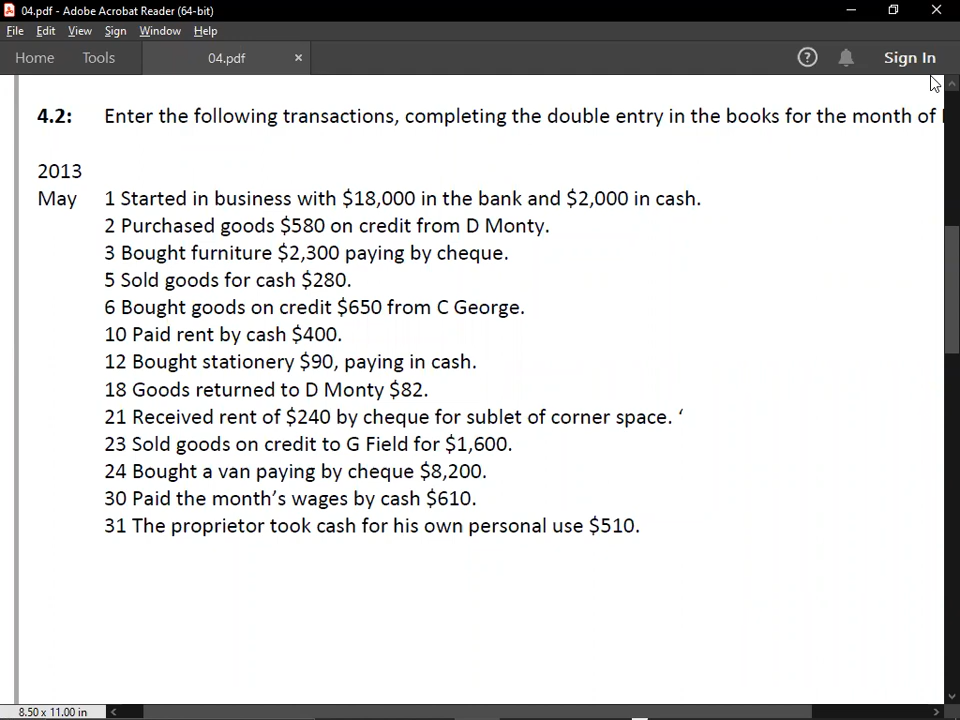 04.pdf - Adobe Acrobat Reader (64-bit)
File Edit View Sign Window Help
Home Tools 04.pdf × ? Sign In
4.2: Enter the following transactions, completing the double entry in the books for the month of
2013
May 1 Started in business with $18,000 in the bank and $2,000 in cash.
2 Purchased goods $580 on credit from D Monty.
3 Bought furniture $2,300 paying by cheque.
5 Sold goods for cash $280.
6 Bought goods on credit $650 from C George.
10 Paid rent by cash $400.
12 Bought stationery $90, paying in cash.
18 Goods returned to D Monty $82.
21 Received rent of $240 by cheque for sublet of corner space. ‘
23 Sold goods on credit to G Field for $1,600.
24 Bought a van paying by cheque $8,200.
30 Paid the month’s wages by cash $610.
31 The proprietor took cash for his own personal use $510.
8.50 x 11.00 in